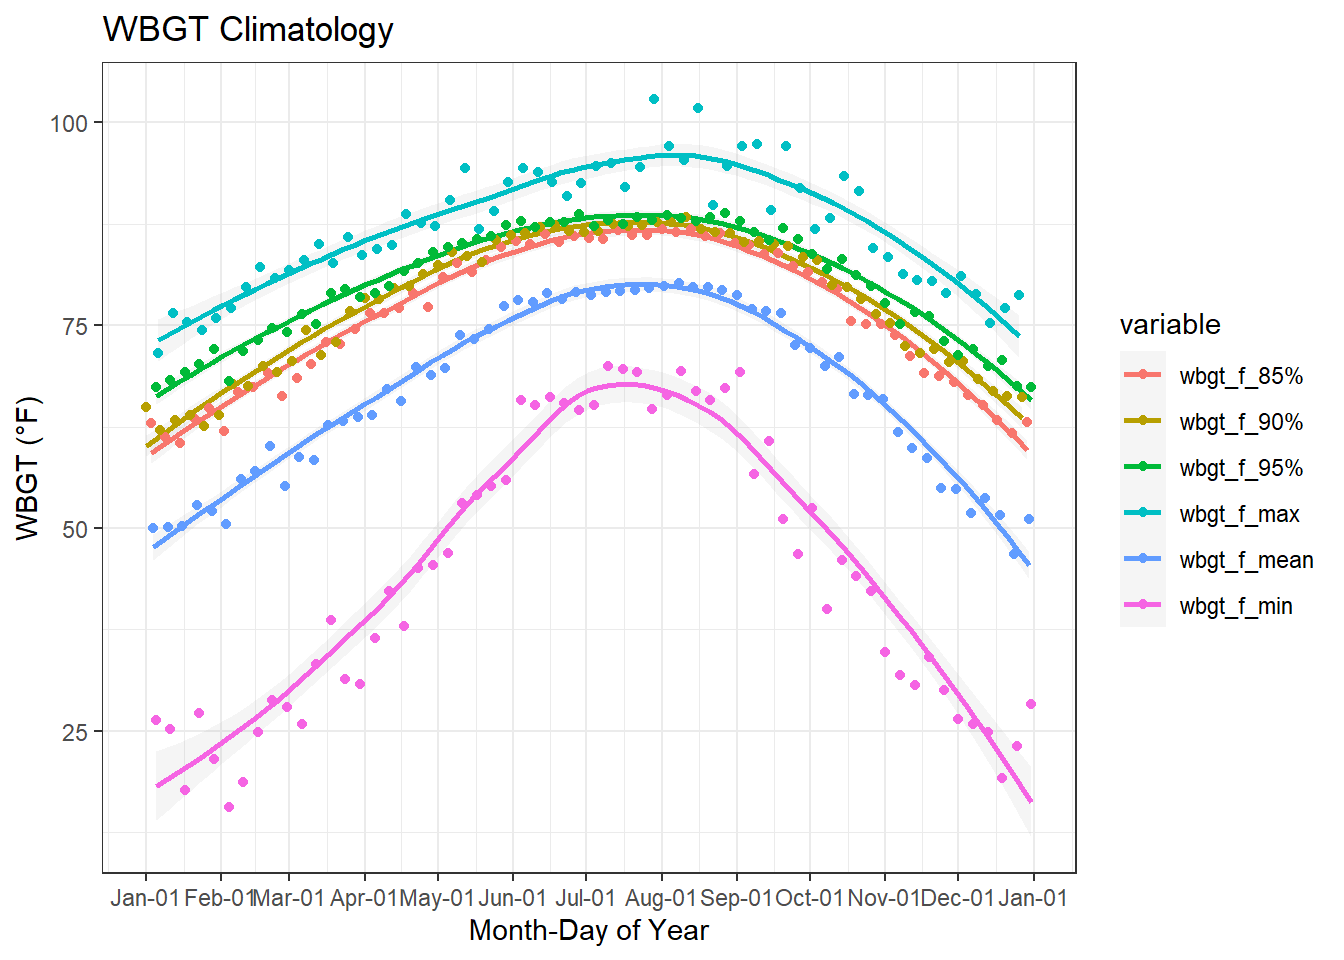 WBGT Climatology
WBGT (°F)
100
75
50
25
Jan-01 Feb-01 Mar-01 Apr-01 May-01 Jun-01 Jul-01 Aug-01 Sep-01 Oct-01 Nov-01 Dec-01 Jan-01
Month-Day of Year
variable
wbgt_f_85%
wbgt_f_90%
wbgt_f_95%
wbgt_f_max
wbgt_f_mean
wbgt_f_min